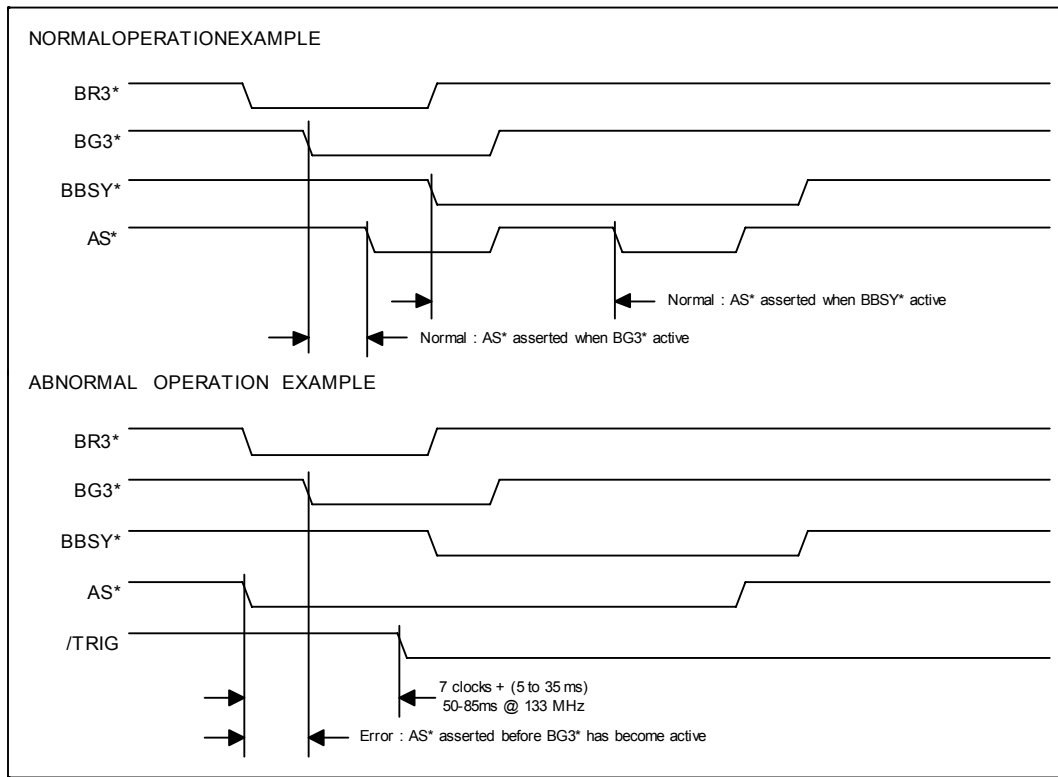 NORMALOPERATIONEXAMPLE
BR3*
BG3*
BBSY*
AS*
Normal : AS* asserted when BBSY* active
Normal : AS* asserted when BG3* active
ABNORMAL OPERATION EXAMPLE
BR3*
BG3*
BBSY*
AS*
/TRIG
7 clocks + (5 to 35 ms)
50-85ms @ 133 MHz
Error : AS* asserted before BG3* has become active